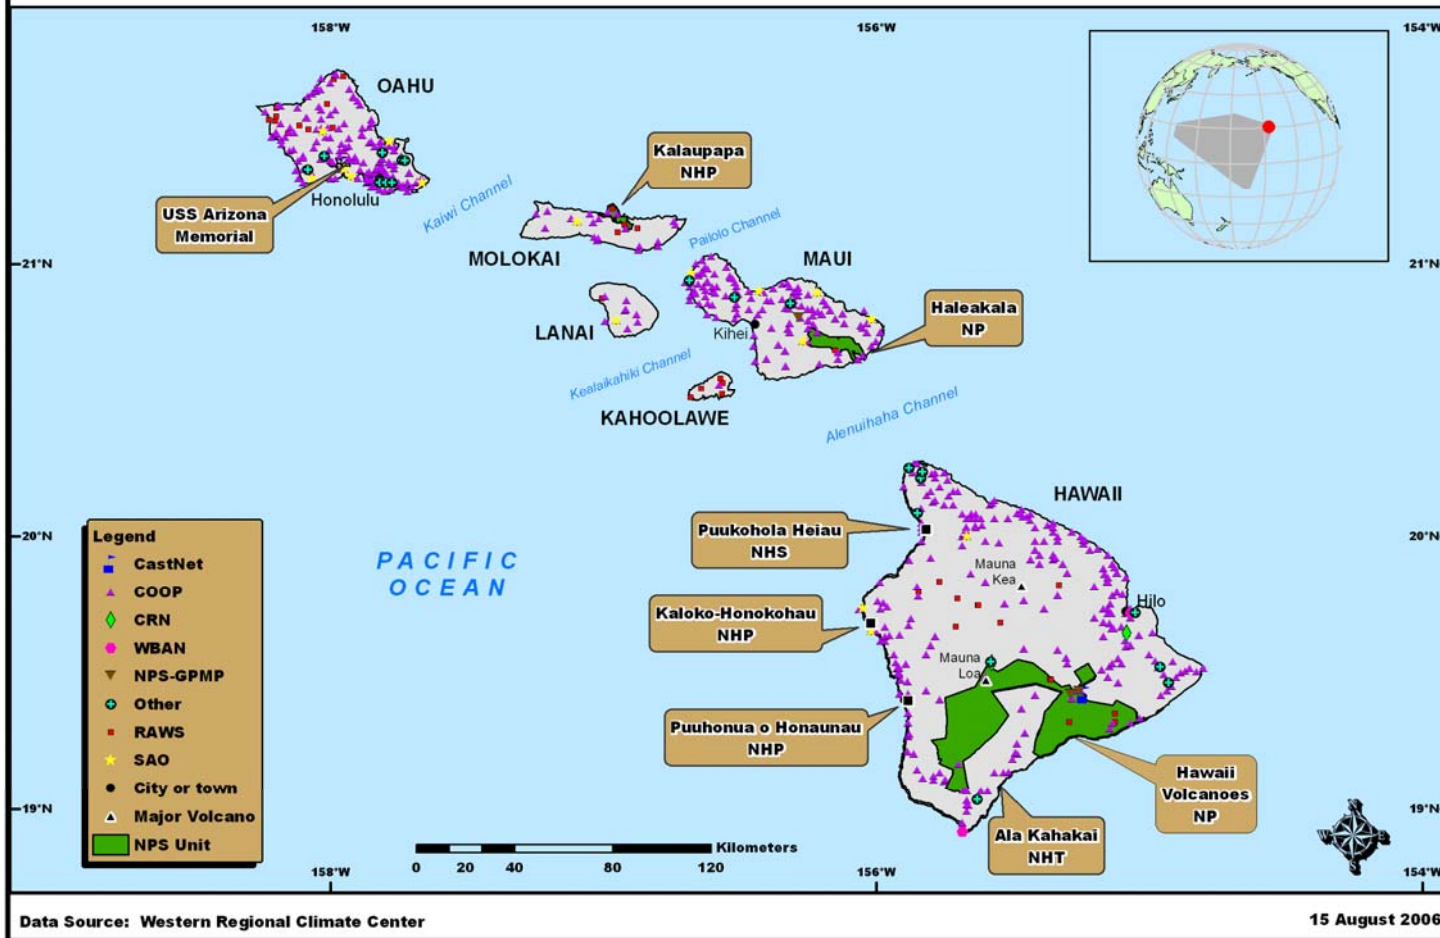 158°W
156°W
154°W
OAHU
Kalaupapa
NHP
USS Arizona
Memorial
Honolulu
Kaiwi Channel
Pailolo Channel
MOLOKAI
MAUI
21°N
21°N
Haleakala
NP
LANAI
Kihei
Kealaikahiki Channel
KAHOOLAWE
Alenuihaha Channel
HAWAII
Puukohola Heiau
NHS
20°N
20°N
PACIFIC
OCEAN
Mauna
Kea
Hilo
Kaloko-Honokohau
NHP
Mauna
Loa
Puuhonua o Honaunau
NHP
Hawaii
Volcanoes
NP
Ala Kahakai
NHT
19°N
19°N
Legend
CastNet
COOP
CRN
WBAN
NPS-GPMP
Other
RAWS
SAO
City or town
Major Volcano
NPS Unit
Kilometers
0 20 40 80 120
N
W E
S
158°W
156°W
154°W
Data Source: Western Regional Climate Center
15 August 2006